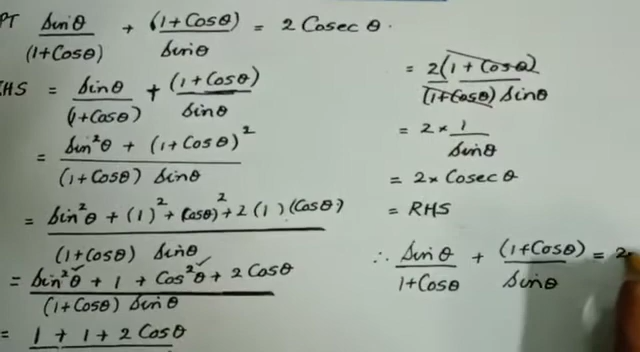 PT sinθ/(1+Cosθ) + (1+Cosθ)/sinθ = 2 Cosec θ.
HS = sinθ/(1+Cosθ) + (1+Cosθ)/sinθ
= sin²θ + (1+Cosθ)²/(1+Cosθ) sinθ
= sin²θ + (1)² + (Cosθ)² + 2(1)(Cosθ)/(1+Cosθ) sinθ
= sin²θ + 1 + Cos²θ + 2Cosθ/(1+Cosθ) sinθ
= 1 + 1 + 2Cosθ
= 2(1+Cosθ)/(1+Cosθ) sinθ
= 2 × 1/sinθ
= 2 × Cosec θ
= RHS
∴ sinθ/1+Cosθ + (1+Cosθ)/sinθ = 2